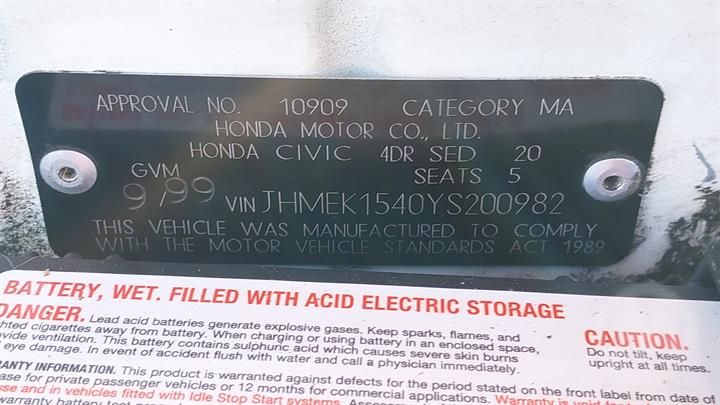 APPROVAL NO. 10909 CATEGORY MA
HONDA MOTOR CO., LTD.
HONDA CIVIC 4DR SED 20
GVM SEATS 5
9/99 VIN JHMEK1540YS200982
THIS VEHICLE WAS MANUFACTURED TO COMPLY
WITH THE MOTOR VEHICLE STANDARDS ACT 1989
BATTERY, WET. FILLED WITH ACID ELECTRIC STORAGE
DANGER. Lead acid batteries generate explosive gases. Keep sparks, flames, and
cigarettes away from battery. When charging or using battery in an enclosed space,
ventilation. This battery contains sulphuric acid which causes severe skin burns
eye damage. In event of accident flush with water and call a physician immediately.
CAUTION.
Do not tilt, keep
upright at all times.
INFORMATION. This product is warranted against defects for the period stated on the front label from date of
for private passenger vehicles or 12 months for commercial applications. Warranty is void
use and in vehicles fitted with Idle Stop Start systems.
warranty battery test